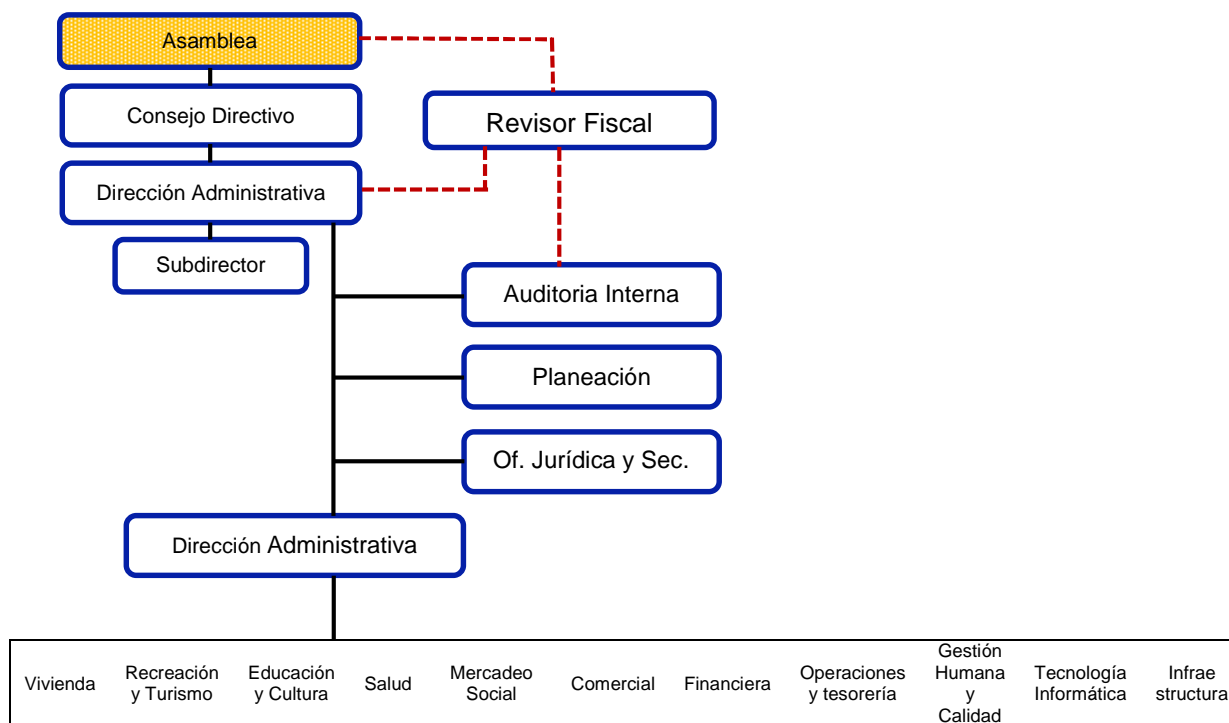 Asamblea
Consejo Directivo
Revisor Fiscal
Dirección Administrativa
Subdirector
Auditoria Interna
Planeación
Of. Jurídica y Sec.
Dirección Administrativa
Vivienda
Recreación
y Turismo
Educación
y Cultura
Salud
Mercadeo
Social
Comercial
Financiera
Operaciones
y tesorería
Gestión
Humana
y
Calidad
Tecnología
Informática
Infrae
structura